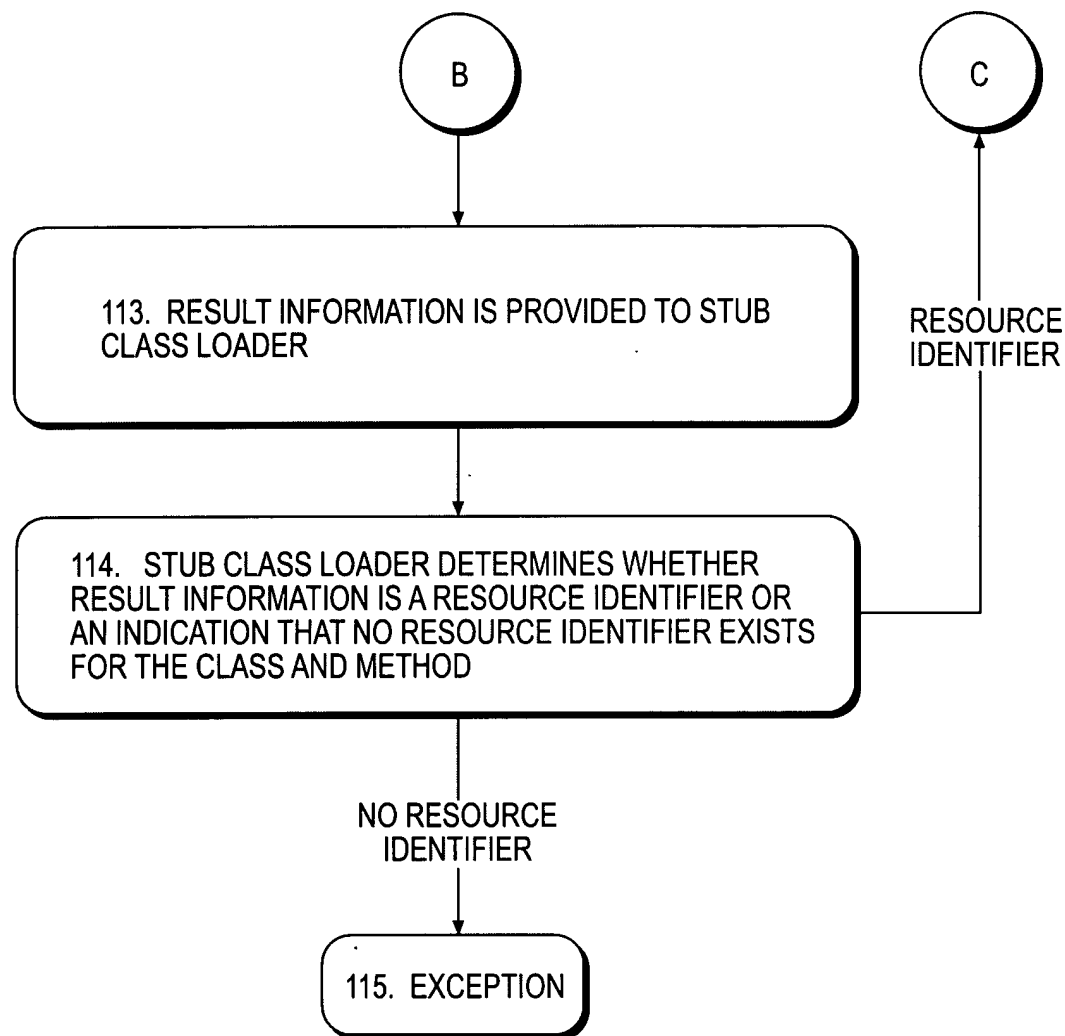 B
C
113. RESULT INFORMATION IS PROVIDED TO STUB
CLASS LOADER
RESOURCE
IDENTIFIER
114. STUB CLASS LOADER DETERMINES WHETHER
RESULT INFORMATION IS A RESOURCE IDENTIFIER OR
AN INDICATION THAT NO RESOURCE IDENTIFIER EXISTS
FOR THE CLASS AND METHOD
NO RESOURCE
IDENTIFIER
115. EXCEPTION